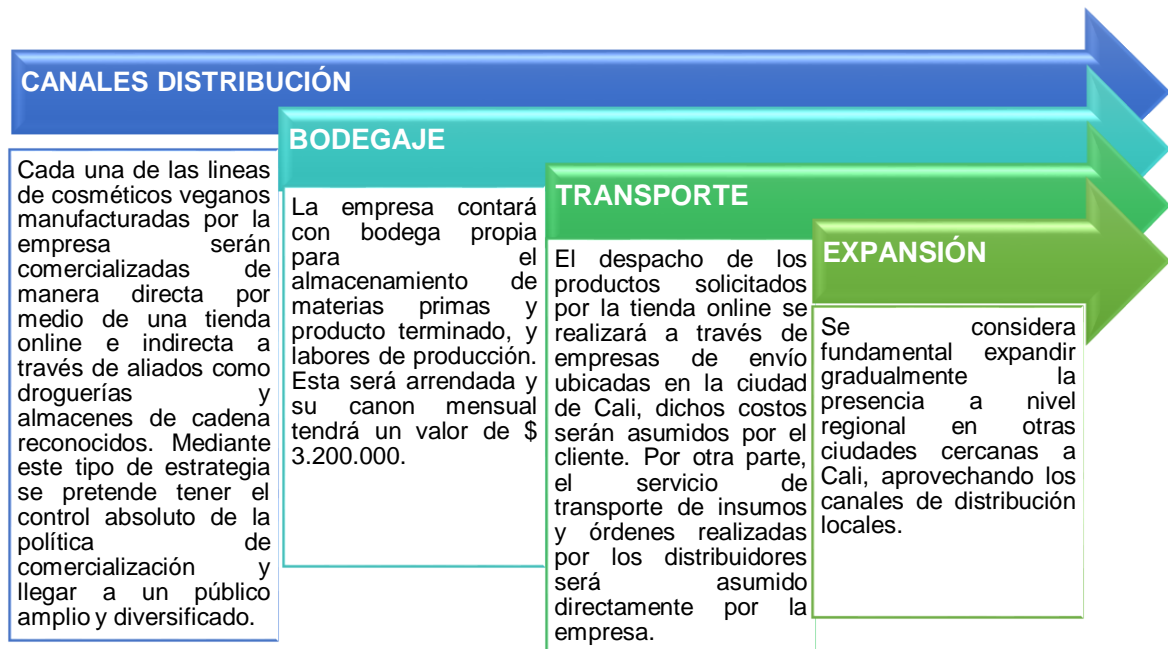 CANALES DISTRIBUCIÓN
Cada una de las lineas
de cosméticos veganos
manufacturadas por la
empresa serán
comercializadas de
manera directa por
medio de una tienda
online e indirecta a
través de aliados como
droguerías y
almacenes de cadena
reconocidos. Mediante
este tipo de estrategia
se pretende tener el
control absoluto de la
política de
comercialización y
llegar a un público
amplio y diversificado.
BODEGAJE
La empresa contará
con bodega propia
para el
almacenamiento de
materias primas y
producto terminado, y
labores de producción.
Esta será arrendada y
su canon mensual
tendrá un valor de $
3.200.000.
TRANSPORTE
El despacho de los
productos solicitados
por la tienda online se
realizará a través de
empresas de envío
ubicadas en la ciudad
de Cali, dichos costos
serán asumidos por el
cliente. Por otra parte,
el servicio de
transporte de insumos
y órdenes realizadas
por los distribuidores
será asumido
directamente por la
empresa.
EXPANSIÓN
Se considera
fundamental expandir
gradualmente la
presencia a nivel
regional en otras
ciudades cercanas a
Cali, aprovechando los
canales de distribución
locales.